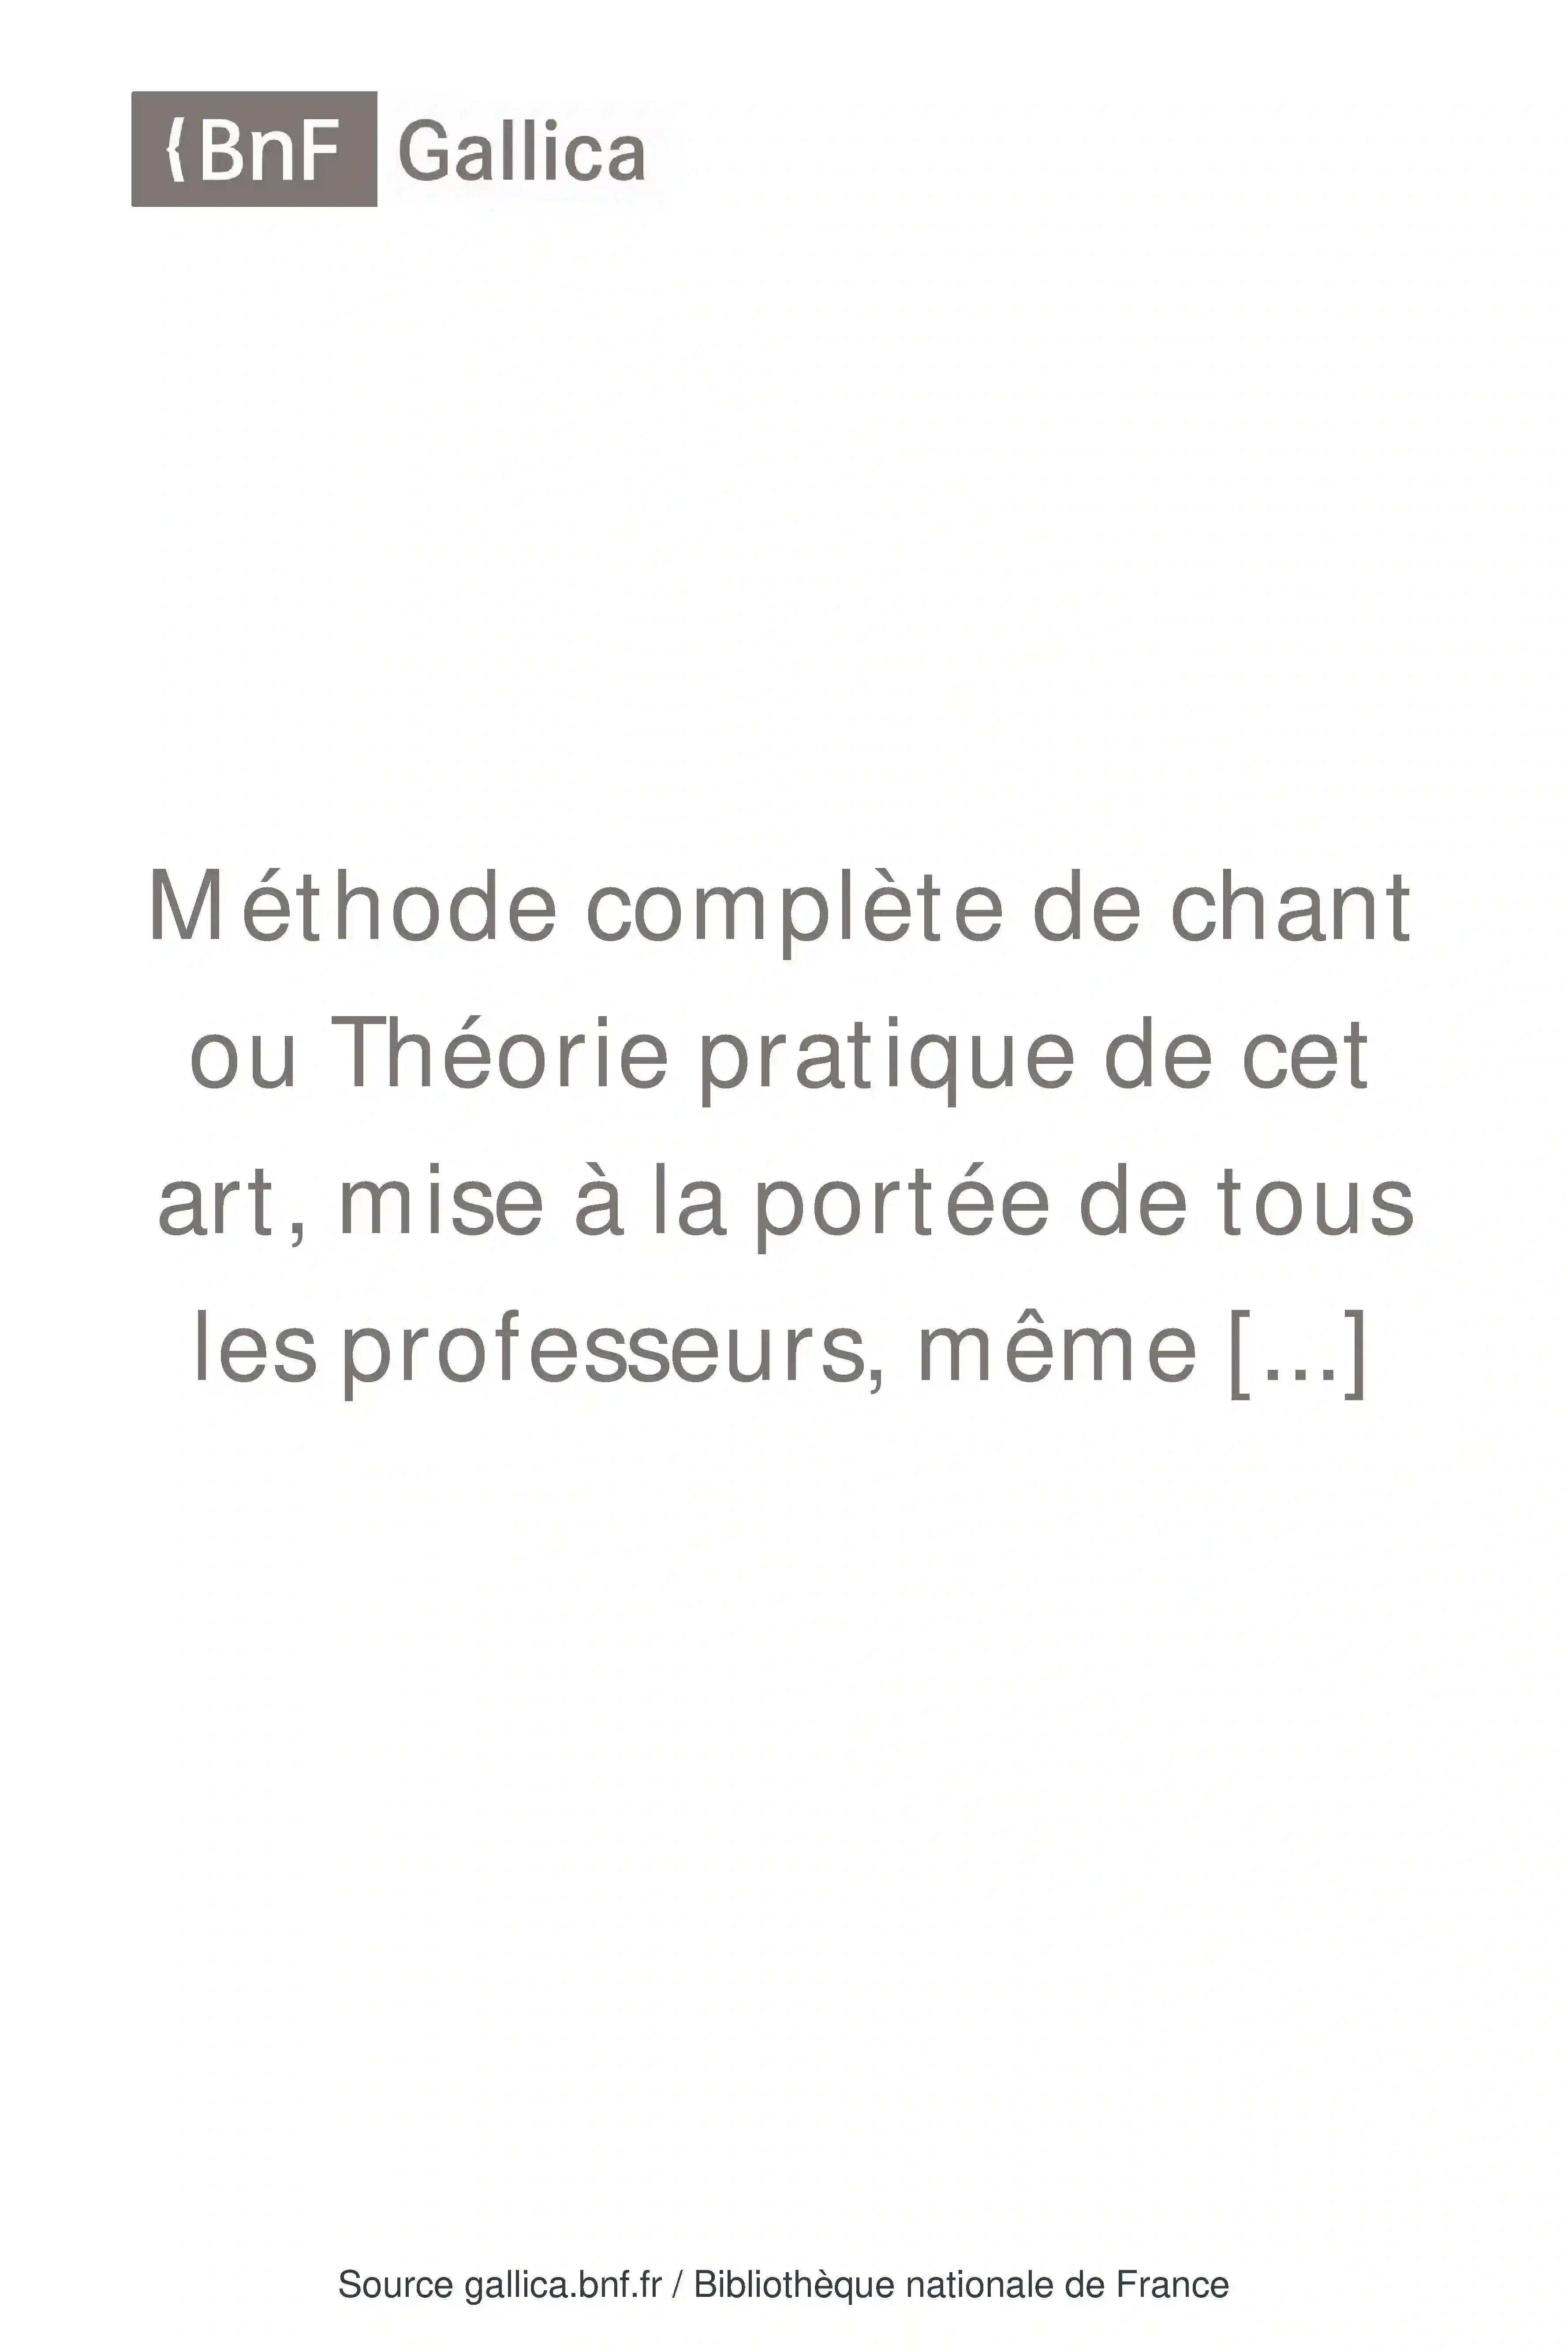 {BnF Gallica
Méthode complète de chant
ou Théorie pratique de cet
art, mise à la portée de tous
les professeurs, même [...]
Source gallica.bnf.fr / Bibliothèque nationale de France